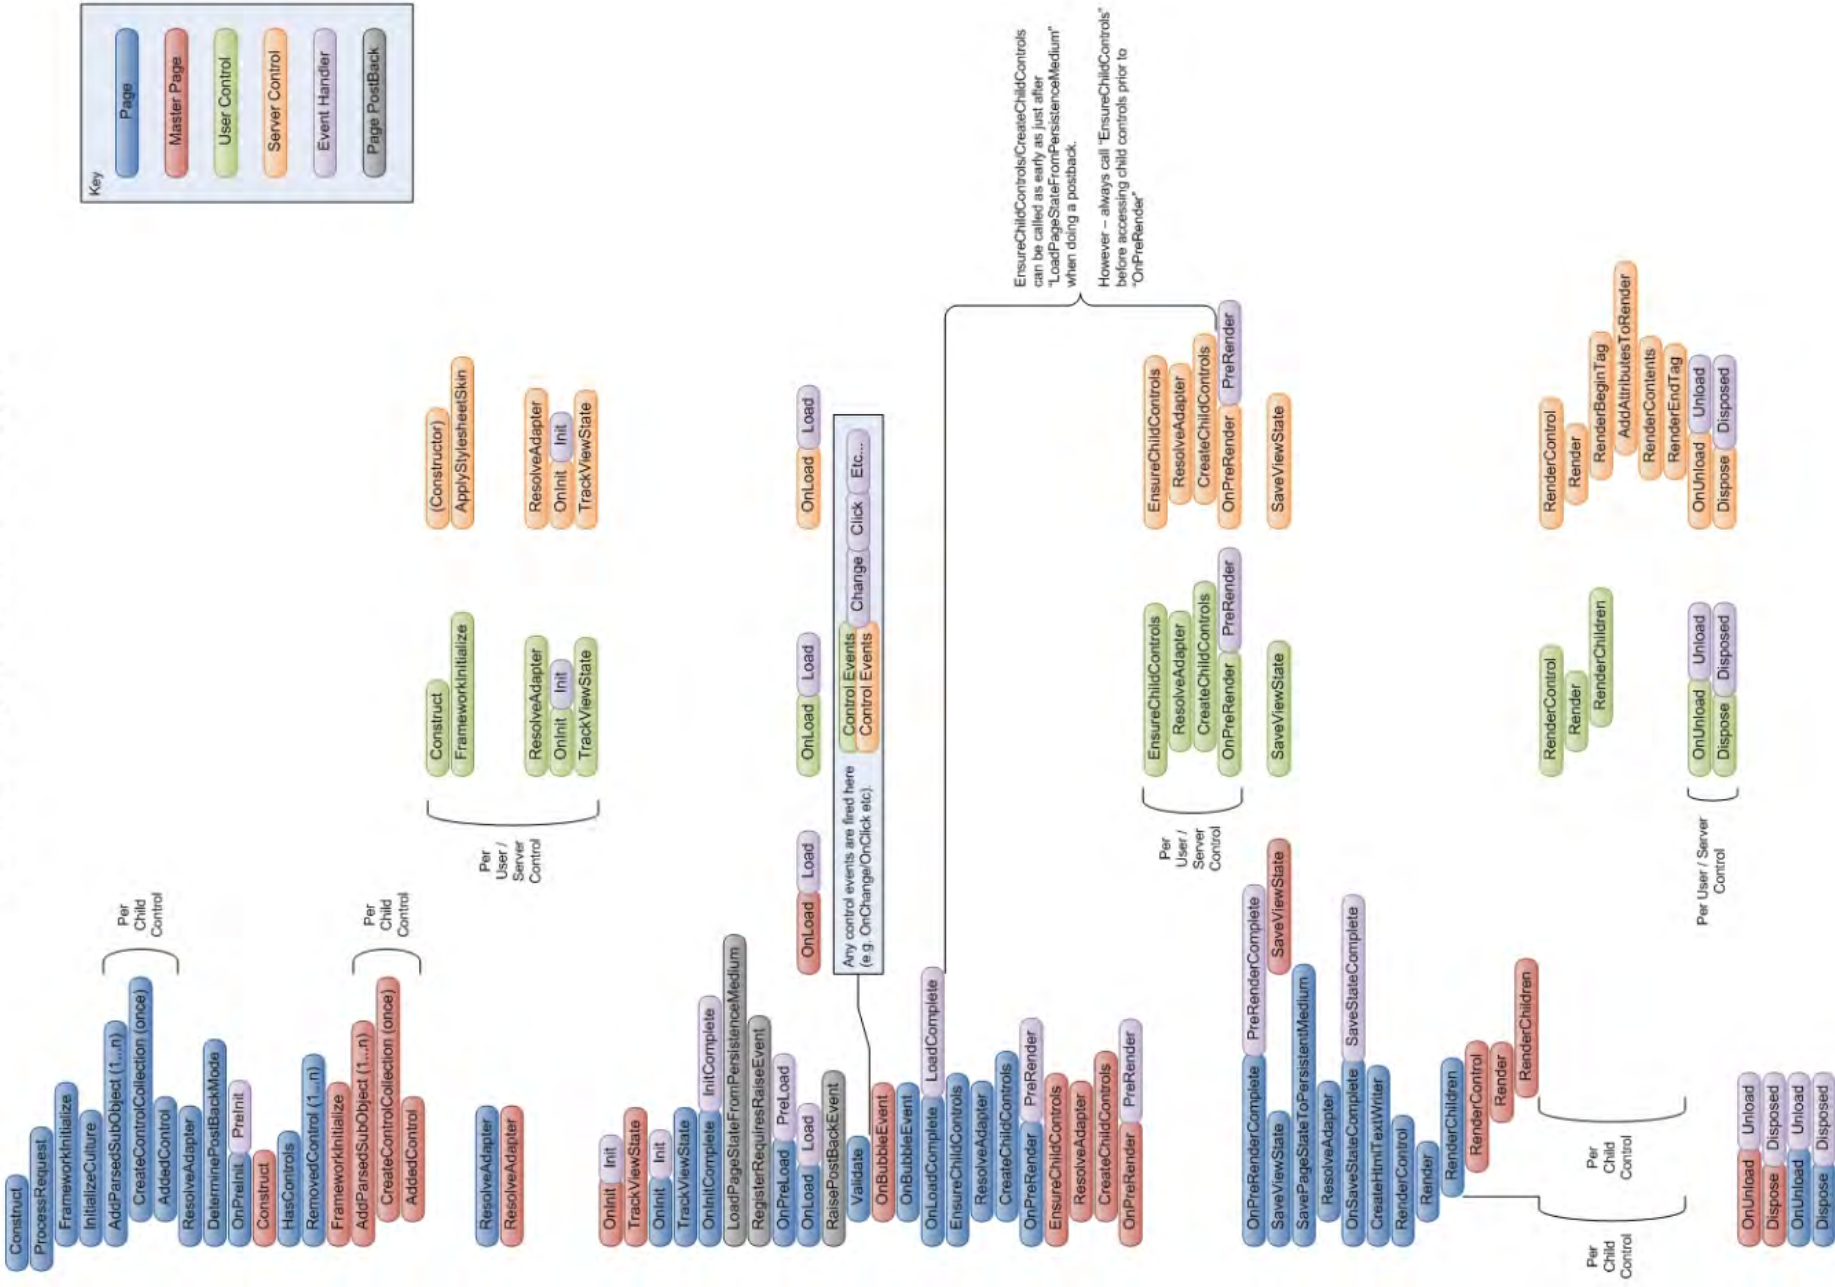 Construct
ProcessRequest
FrameworkInitialize
InitializeCulture
AddParsedSubObject (1...n)
CreateControlCollection (once)
AddedControl
Per
Child
Control
ResolveAdapter
DeterminePostBackMode
OnPreInit PreInit
Construct
HasControls
RemovedControl (1...n)
FrameworkInitialize
AddParsedSubObject (1...n)
CreateControlCollection (once)
AddedControl
Per
Child
Control
Construct
FrameworkInitialize
(Constructor)
ApplyStylesheetSkin
ResolveAdapter
ResolveAdapter
Per
User /
Server
Control
ResolveAdapter
OnInit Init
TrackViewState
ResolveAdapter
OnInit Init
TrackViewState
OnInit Init
TrackViewState
OnInit Init
TrackViewState
OnInitComplete InitComplete
LoadPageStateFromPersistenceMedium
RegisterRequiresRaiseEvent
OnPreLoad PreLoad
OnLoad Load
OnLoad Load
OnLoad Load
OnLoad Load
RaisePostBackEvent
Validate
Any control events are fired here
(e.g. OnChange/OnClick etc).
Control Events
Control Events
Change Click Etc...
OnBubbleEvent
OnBubbleEvent
OnLoadComplete LoadComplete
EnsureChildControls
ResolveAdapter
CreateChildControls
OnPreRender PreRender
EnsureChildControls
ResolveAdapter
CreateChildControls
OnPreRender PreRender
EnsureChildControls/CreateChildControls
can be called as early as just after
"LoadPageStateFromPersistenceMedium"
when doing a postback.
However – always call "EnsureChildControls"
before accessing child controls prior to
"OnPreRender"
Per
User /
Server
Control
EnsureChildControls
ResolveAdapter
CreateChildControls
OnPreRender PreRender
EnsureChildControls
ResolveAdapter
CreateChildControls
OnPreRender PreRender
OnPreRenderComplete PreRenderComplete
SaveViewState
SaveViewState
SaveViewState
SaveViewState
SavePageStateToPersistentMedium
ResolveAdapter
OnSaveStateComplete SaveStateComplete
CreateHtmlTextWriter
RenderControl
Render
RenderChildren
RenderControl
Render
RenderChildren
Per
Child
Control
Per
Child
Control
RenderControl
Render
RenderChildren
RenderControl
Render
RenderBeginTag
AddAttributesToRender
RenderContents
RenderEndTag
Per User / Server
Control
OnUnload Unload
Dispose Disposed
OnUnload Unload
Dispose Disposed
OnUnload Unload
Dispose Disposed
OnUnload Unload
Dispose Disposed
Key
Page
Master Page
User Control
Server Control
Event Handler
Page PostBack